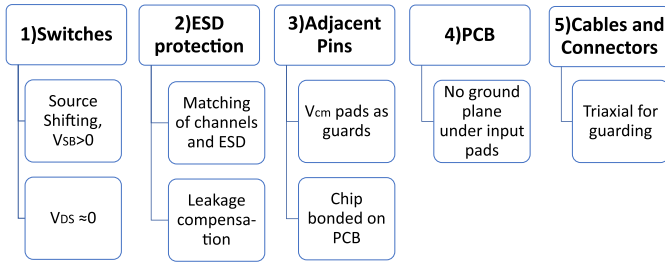 1)Switches
Source
Shifting,
VSB>0
VDS ≈0
2)ESD
protection
Matching
of channels
and ESD
Leakage
compensa-
tion
3)Adjacent
Pins
Vcm pads as
guards
Chip
bonded on
PCB
4)PCB
No ground
plane
under input
pads
5)Cables and
Connectors
Triaxial for
guarding